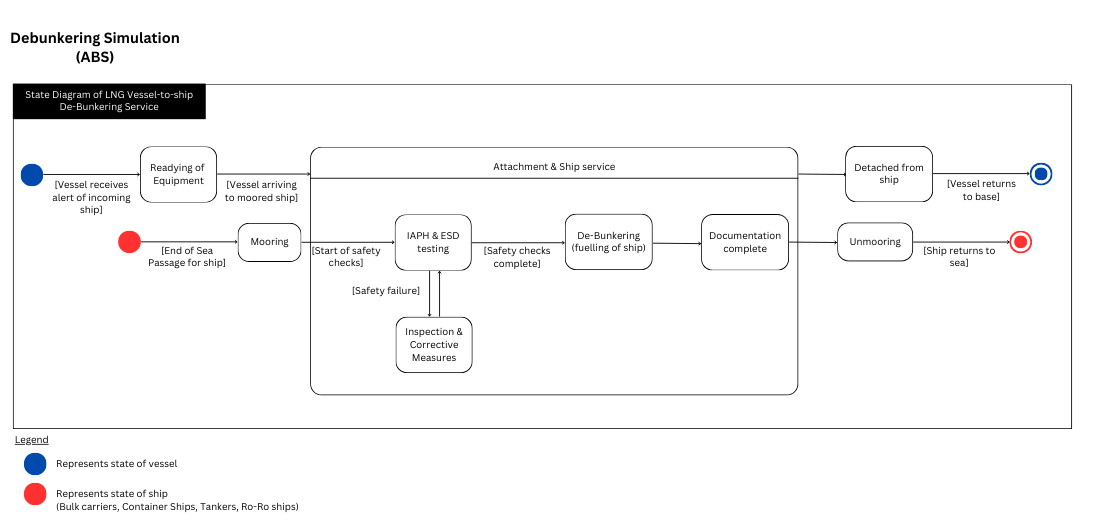 Debunkering Simulation
(ABS)
State Diagram of LNG Vessel-to-ship
De-Bunkering Service
Readying of
Equipment
[Vessel receives
alert of incoming
ship]
[Vessel arriving
to moored ship]
Attachment & Ship service
Detached from
ship
[Vessel returns
to base]
[End of Sea
Passage for ship]
Mooring
[Start of safety
checks]
IAPH & ESD
testing
[Safety checks
complete]
De-Bunkering
(fuelling of ship)
Documentation
complete
Unmooring
[Ship returns to
sea]
[Safety failure]
Inspection &
Corrective
Measures
Legend
Represents state of vessel
Represents state of ship
(Bulk carriers, Container Ships, Tankers, Ro-Ro ships)